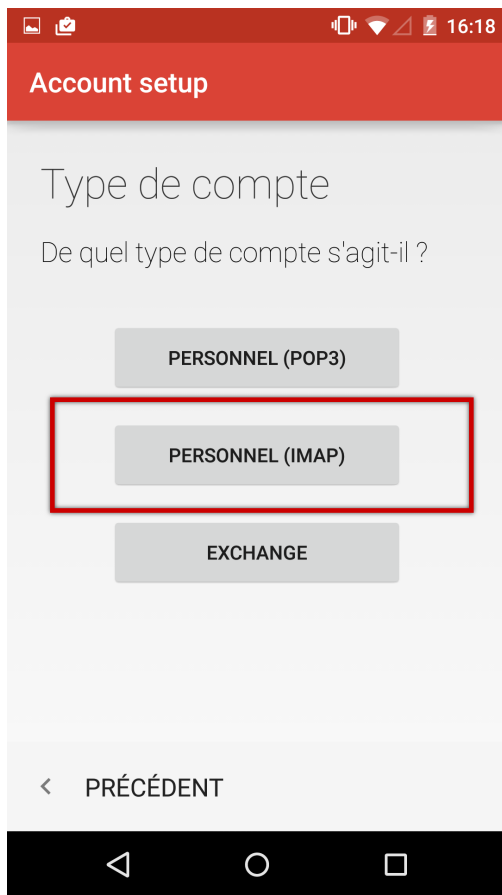 16:18
Account setup
Type de compte
De quel type de compte s'agit-il ?
PERSONNEL (POP3)
PERSONNEL (IMAP)
EXCHANGE
PRÉCÉDENT